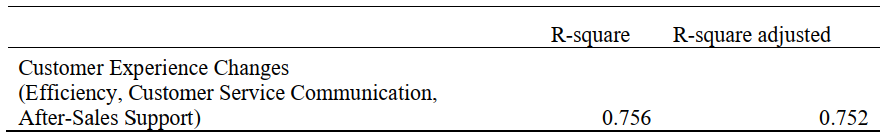 R-square R-square adjusted
Customer Experience Changes
(Efficiency, Customer Service Communication,
After-Sales Support) 0.756 0.752